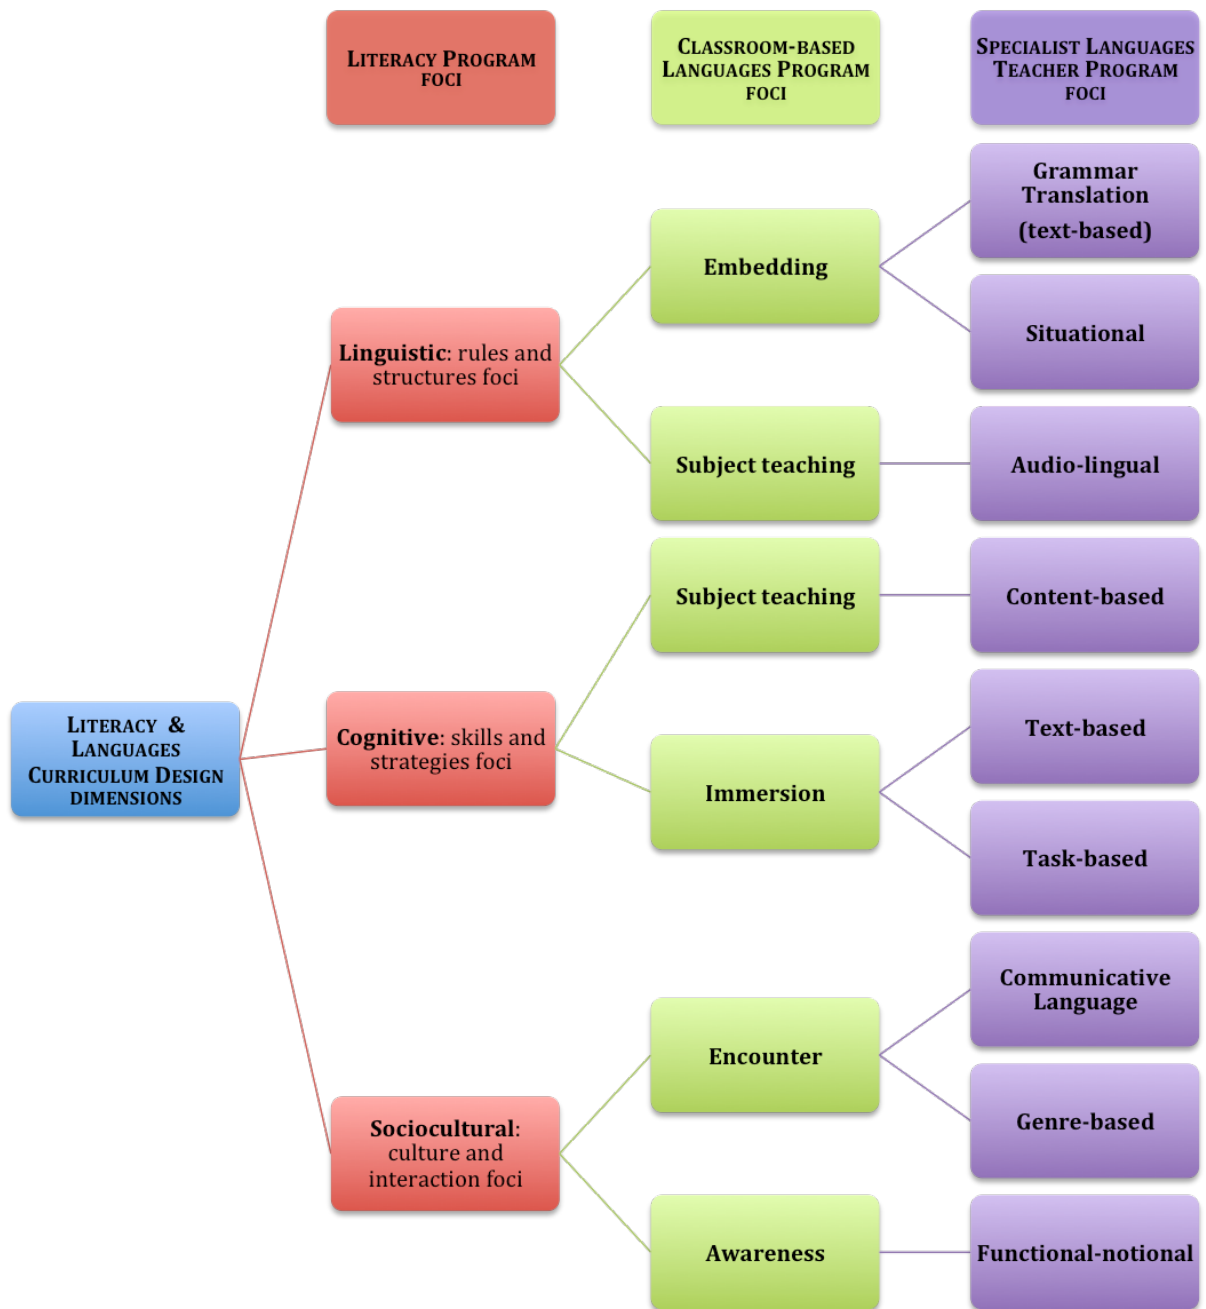 LITERACY PROGRAM
FOCI
CLASSROOM-BASED
LANGUAGES PROGRAM
FOCI
SPECIALIST LANGUAGES
TEACHER PROGRAM
FOCI
Grammar
Translation
(text-based)
Embedding
Situational
Linguistic: rules and
structures foci
Subject teaching
Audio-lingual
Subject teaching
Content-based
LITERACY &
LANGUAGES
CURRICULUM DESIGN
DIMENSIONS
Cognitive: skills and
strategies foci
Text-based
Immersion
Task-based
Communicative
Language
Encounter
Genre-based
Sociocultural:
culture and
interaction foci
Awareness
Functional-notional